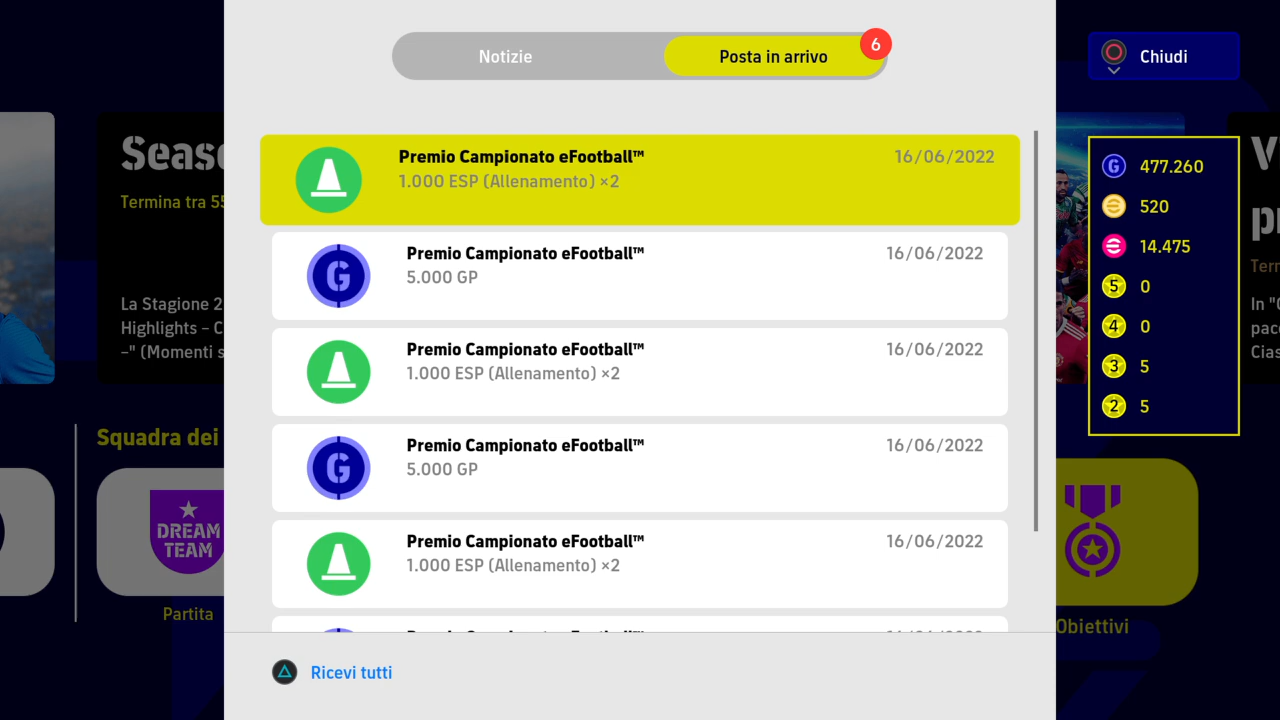 Notizie
Posta in arrivo
6
Chiudi
Premio Campionato eFootball™
16/06/2022
1.000 ESP (Allenamento) ×2
Premio Campionato eFootball™
16/06/2022
5.000 GP
Premio Campionato eFootball™
16/06/2022
1.000 ESP (Allenamento) ×2
Premio Campionato eFootball™
16/06/2022
5.000 GP
Premio Campionato eFootball™
16/06/2022
1.000 ESP (Allenamento) ×2
Ricevi tutti
G 477.260
520
14.475
5 0
4 0
3 5
2 5
Termina tra 55
La Stagione 2
Highlights – C
–" (Momenti s
Squadra dei
DREAM
TEAM
Partita
Obiettivi